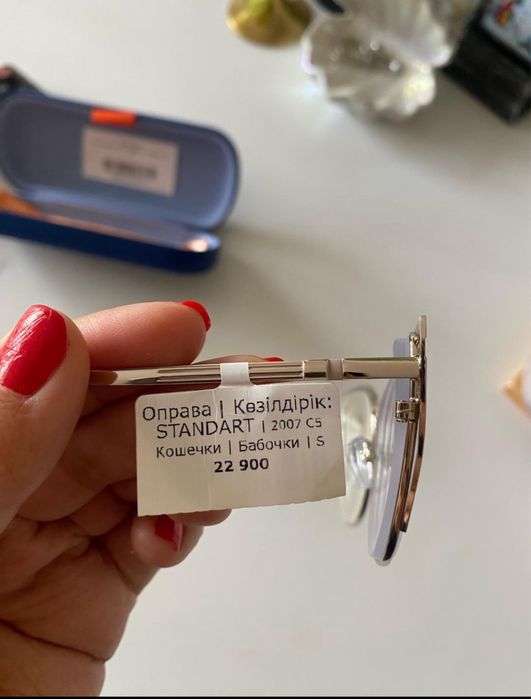 Оправа | Көзілдірік:
STANDART | 2007 C5
Кошечки | Бабочки | S
22 900